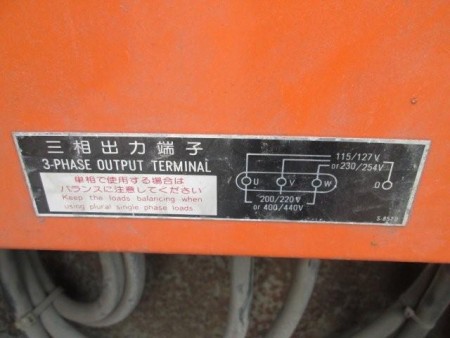 三相出力端子
3-PHASE OUTPUT TERMINAL
単相で使用する場合は
バランスに注意してください
Keep the loads balancing when
using plural single phase loads.
115/127V
or 230/254V
U V W O
200/220V
or 400/440V